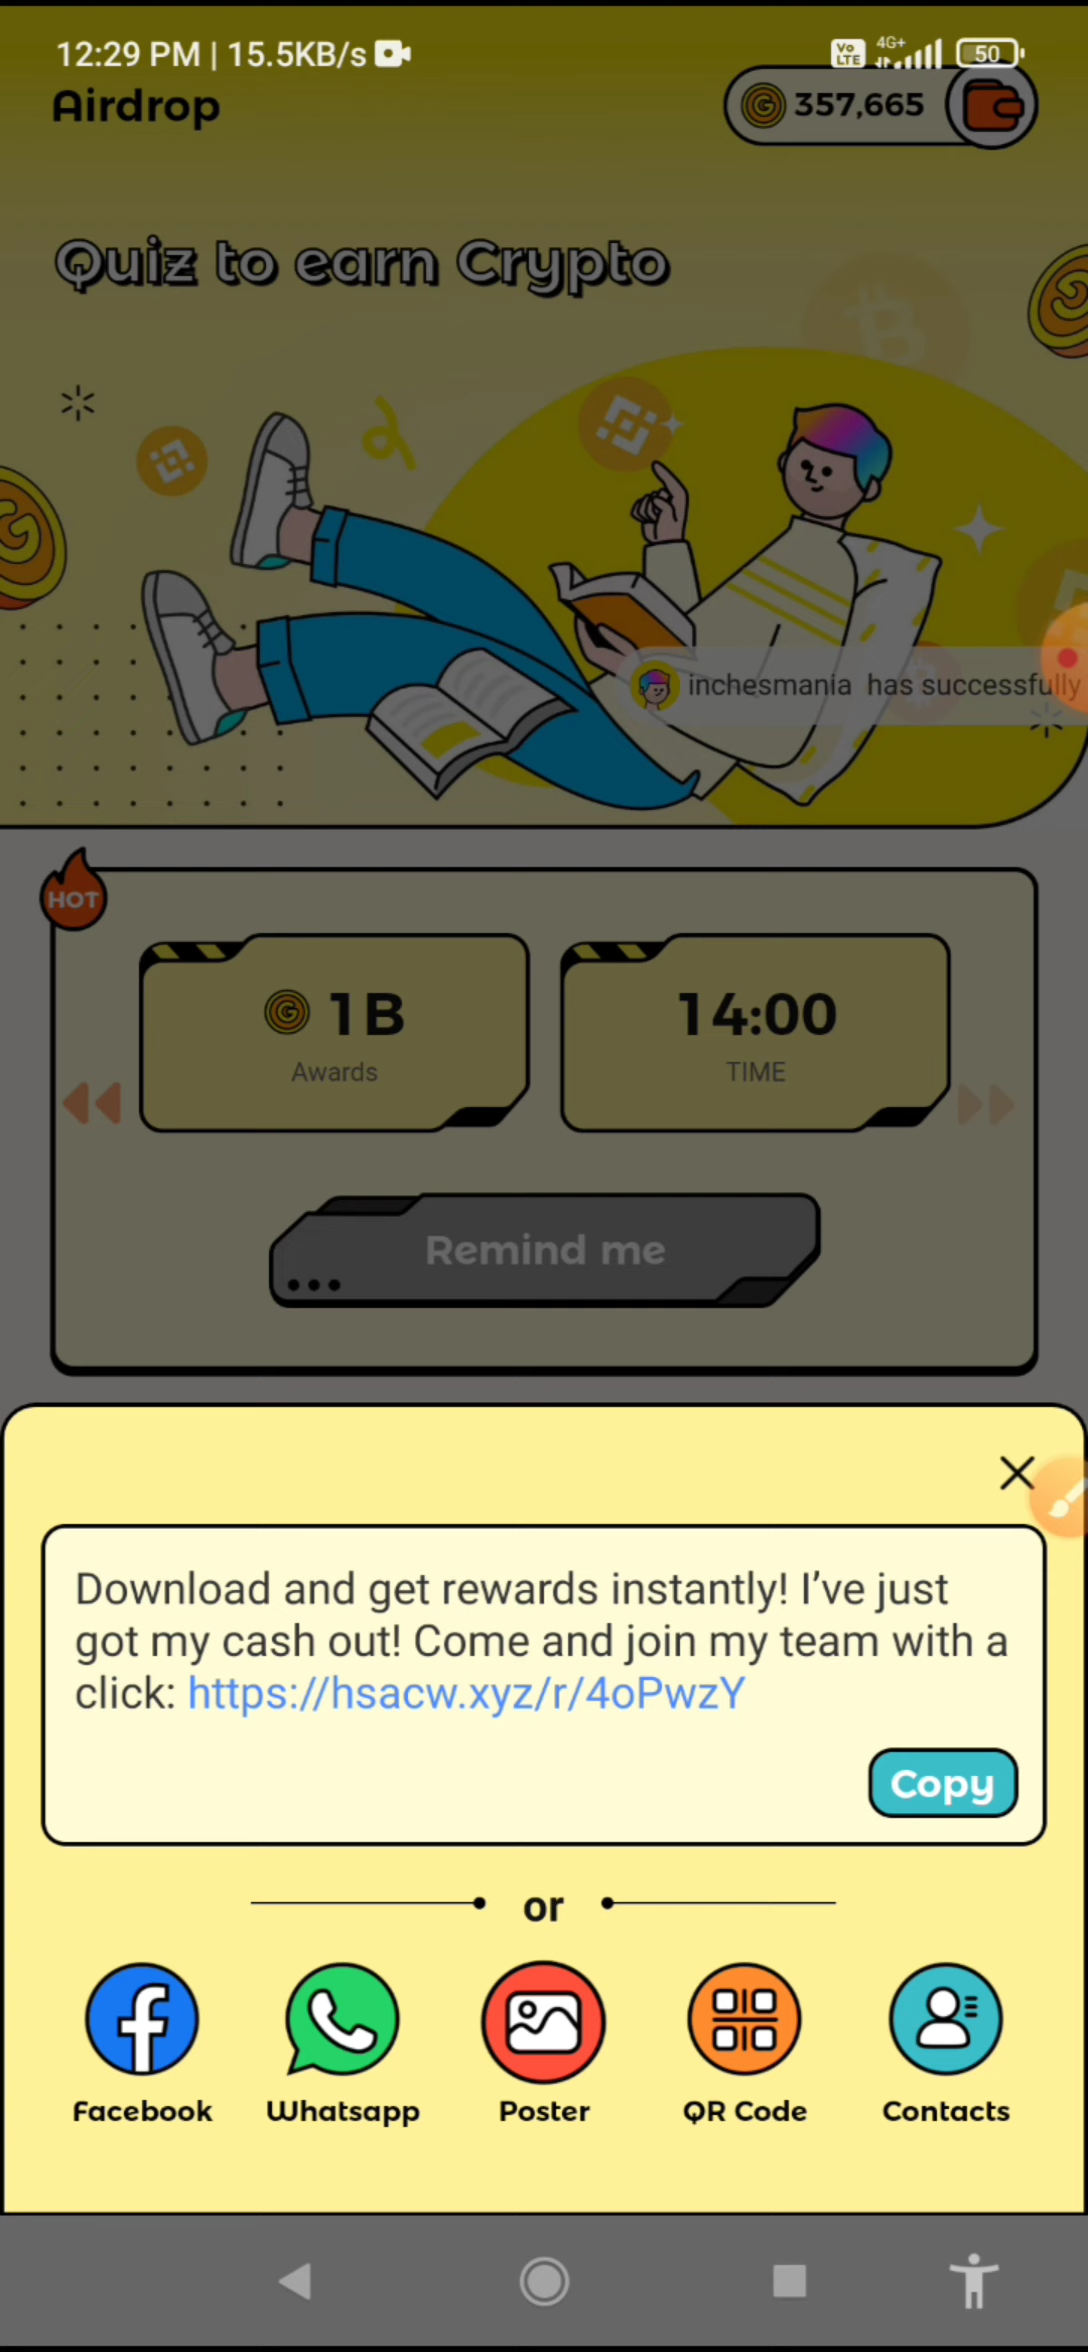 12:29 PM | 15.5KB/s
Vo LTE 4G+ 50
Airdrop
G 357,665
Quiz to earn Crypto
inchesmania has successfully
HOT
G 1B
Awards
14:00
TIME
Remind me
Download and get rewards instantly! I’ve just
got my cash out! Come and join my team with a
click: https://hsacw.xyz/r/4oPwzY
Copy
or
Facebook
Whatsapp
Poster
QR Code
Contacts